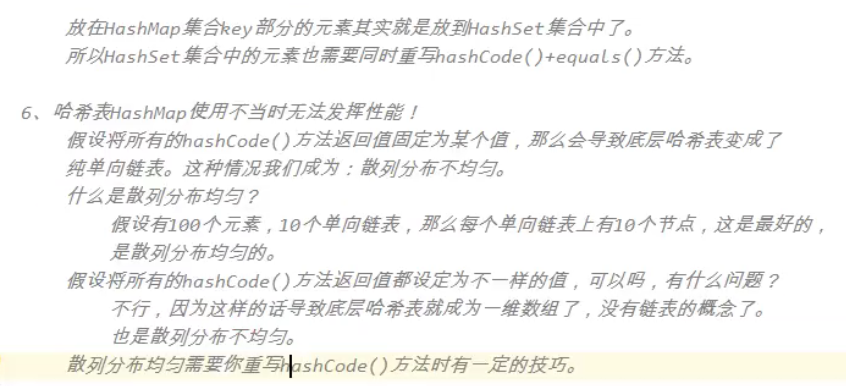 放在HashMap集合key部分的元素其实就是放到HashSet集合中了。
所以HashSet集合中的元素也需要同时重写hashCode()+equals()方法。
6、哈希表HashMap使用不当时无法发挥性能！
假设将所有的hashCode()方法返回值固定为某个值，那么会导致底层哈希表变成了
纯单向链表。这种情况我们成为：散列分布不均匀。
什么是散列分布均匀？
假设有100个元素，10个单向链表，那么每个单向链表上有10个节点，这是最好的，
是散列分布均匀的。
假设将所有的hashCode()方法返回值都设定为不一样的值，可以吗，有什么问题？
不行，因为这样的话导致底层哈希表就成为一维数组了，没有链表的概念了。
也是散列分布不均匀。
散列分布均匀需要你重写hashCode()方法时有一定的技巧。